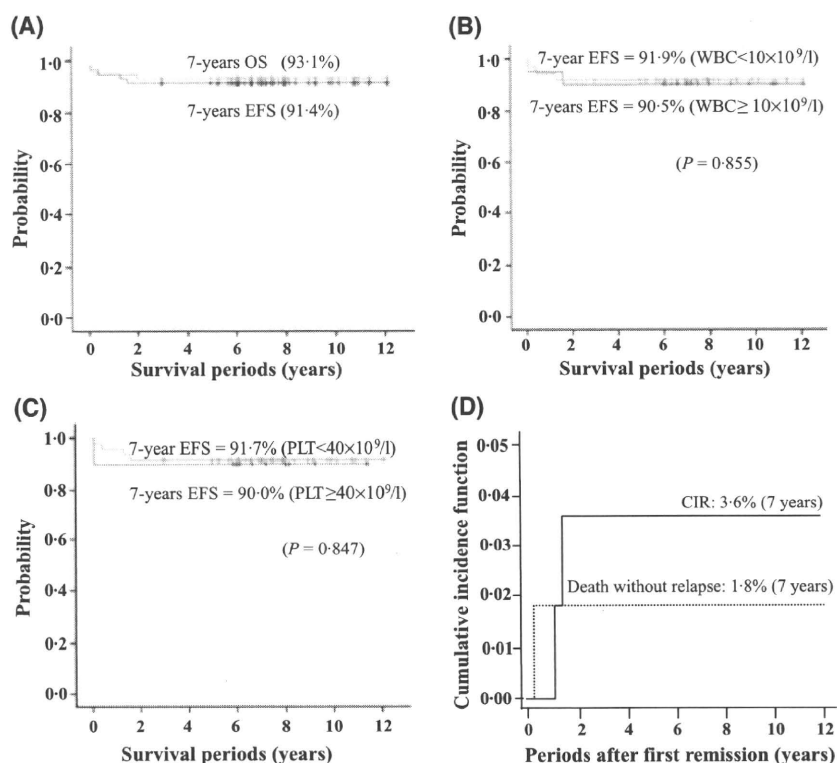 (A)
7-years OS (93·1%)
7-years EFS (91·4%)
Probability
1·0
0·8
0·6
0·4
0·2
0·0
0 2 4 6 8 10 12
Survival periods (years)
(B)
7-year EFS = 91·9% (WBC<10×10⁹/l)
7-years EFS = 90·5% (WBC≥ 10×10⁹/l)
(P = 0·855)
Probability
1·0
0·8
0·6
0·4
0·2
0·0
0 2 4 6 8 10 12
Survival periods (years)
(C)
7-year EFS = 91·7% (PLT<40×10⁹/l)
7-years EFS = 90·0% (PLT≥40×10⁹/l)
(P = 0·847)
Probability
1·0
0·8
0·6
0·4
0·2
0·0
0 2 4 6 8 10 12
Survival periods (years)
(D)
CIR: 3·6% (7 years)
Death without relapse: 1·8% (7 years)
Cumulative incidence function
0·05
0·04
0·03
0·02
0·01
0·00
0 2 4 6 8 10 12
Periods after first remission (years)